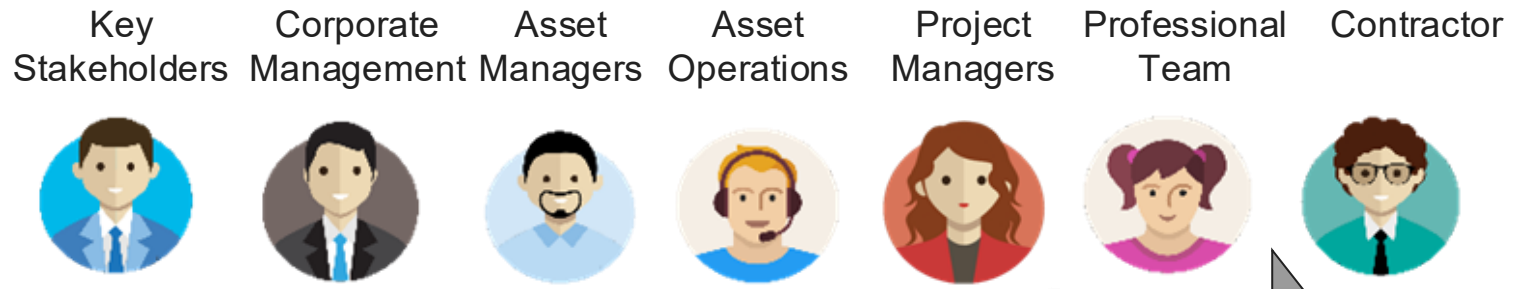 Key
Stakeholders
Corporate
Management
Asset
Managers
Asset
Operations
Project
Managers
Professional
Team
Contractor